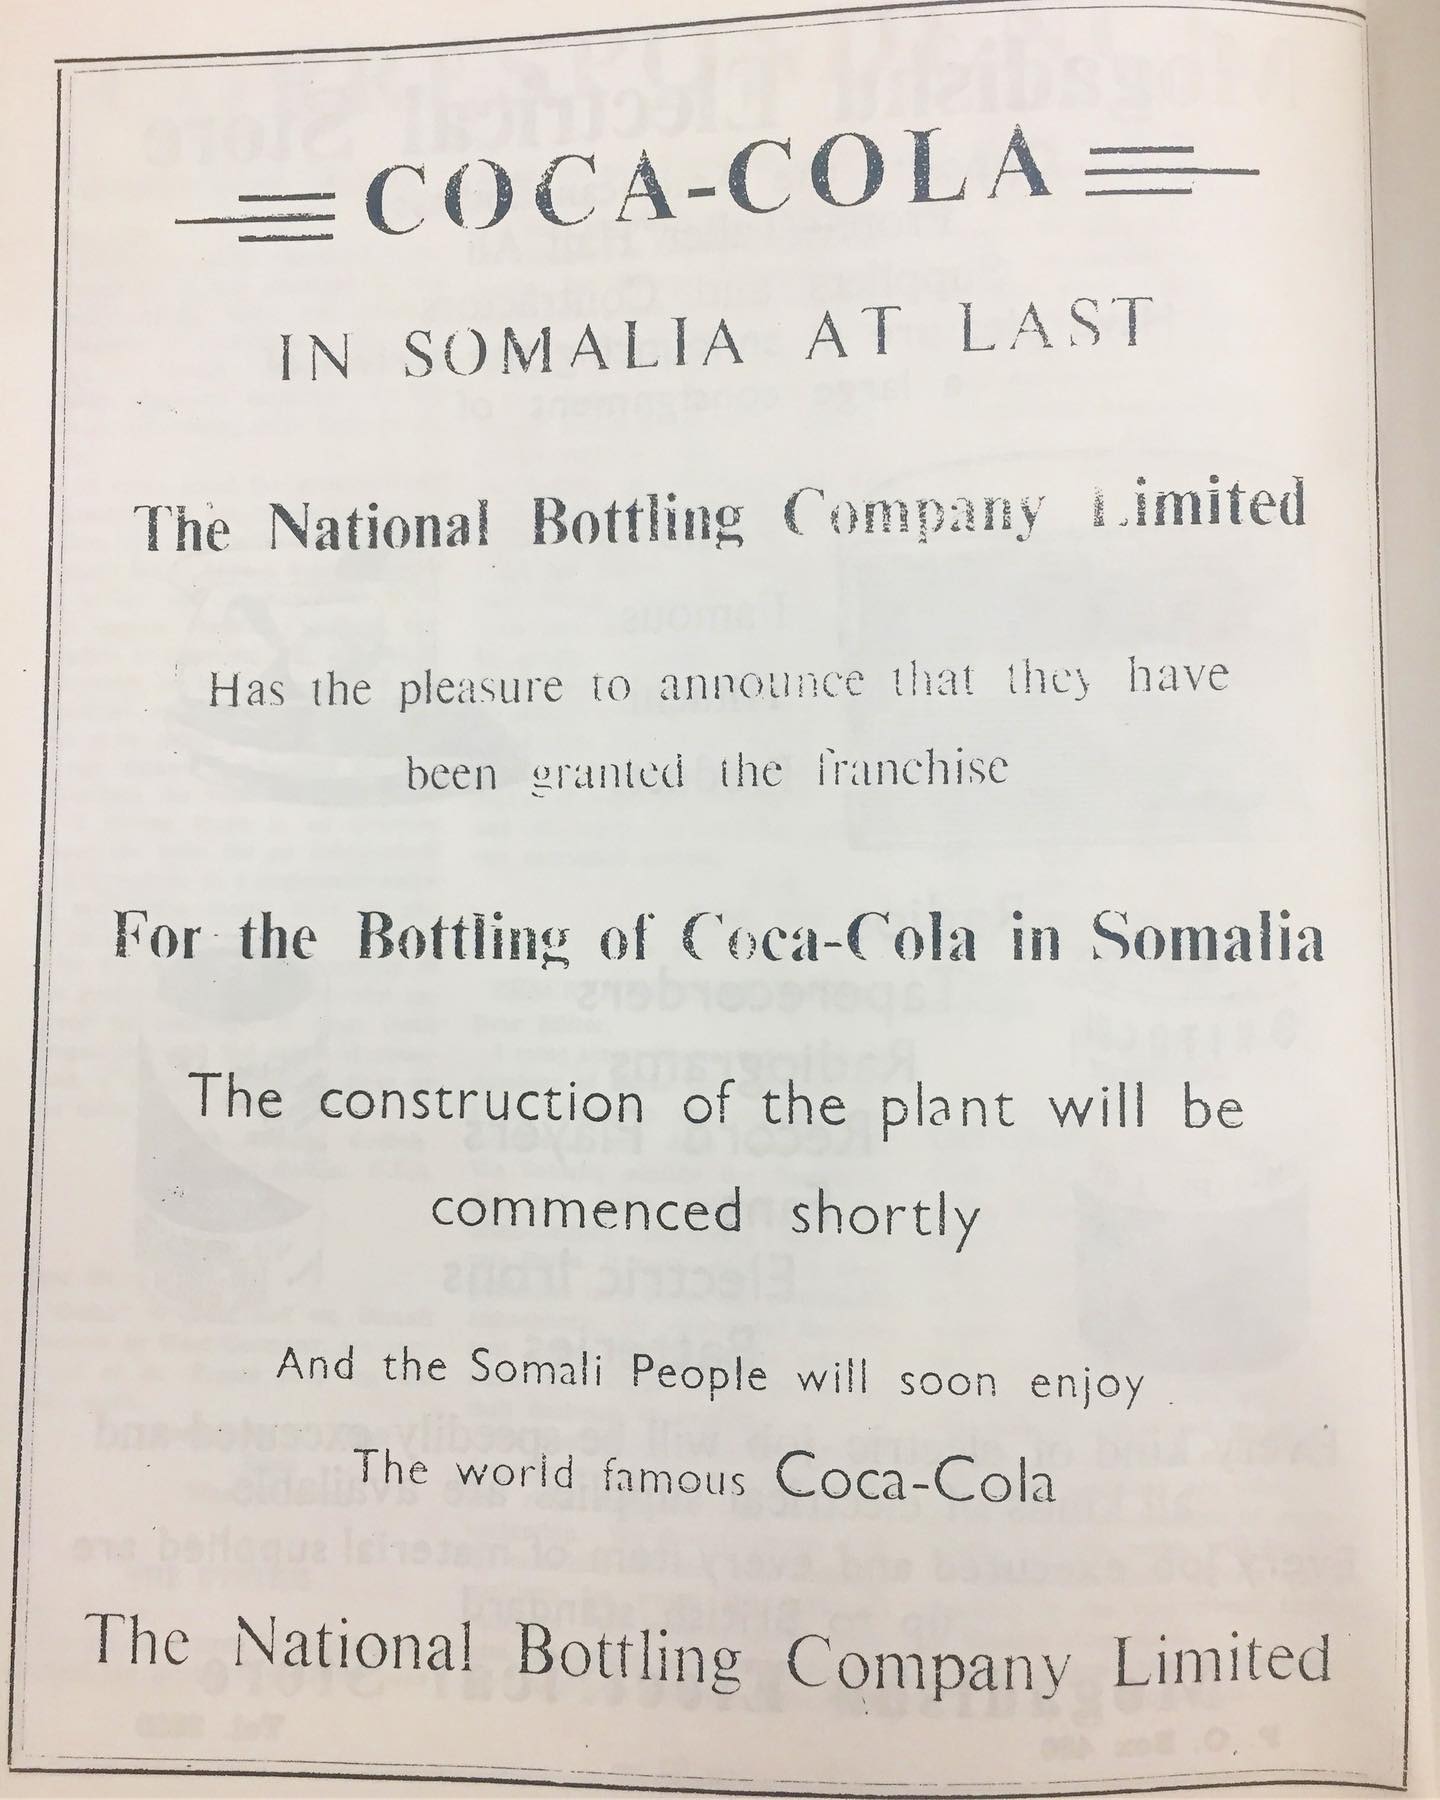 COCA-COLA
IN SOMALIA AT LAST
The National Bottling Company Limited
Has the pleasure to announce that they have
been granted the franchise
For the Bottling of Coca-Cola in Somalia
The construction of the plant will be
commenced shortly
And the Somali People will soon enjoy
The world famous Coca-Cola
The National Bottling Company Limited